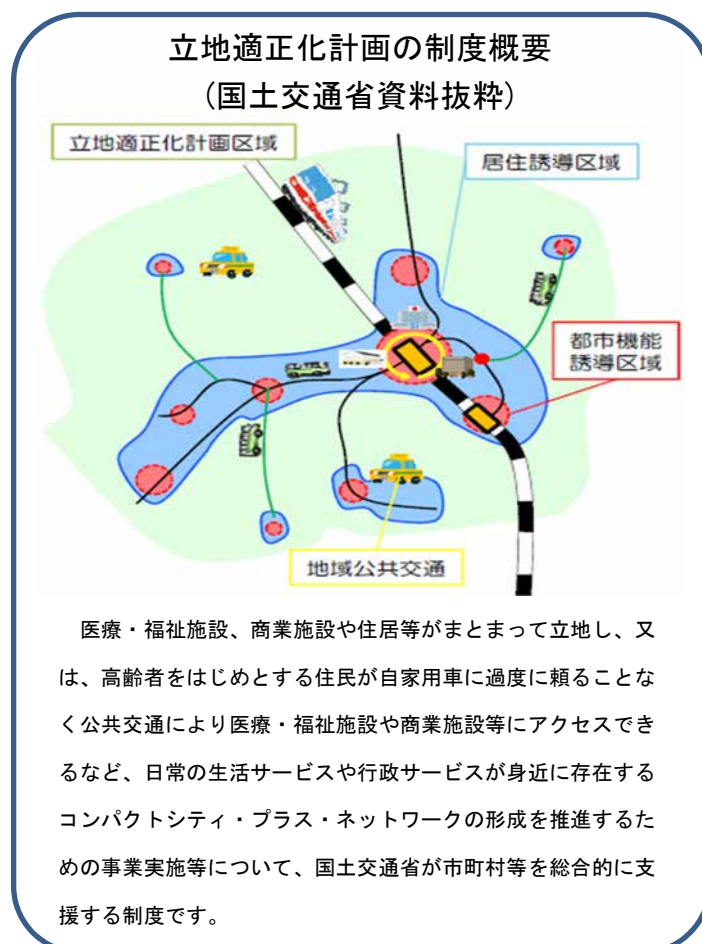 立地適正化計画の制度概要
（国土交通省資料抜粋）
立地適正化計画区域
居住誘導区域
都市機能
誘導区域
地域公共交通
医療・福祉施設、商業施設や住居等がまとまって立地し、又
は、高齢者をはじめとする住民が自家用車に過度に頼ることな
く公共交通により医療・福祉施設や商業施設等にアクセスでき
るなど、日常の生活サービスや行政サービスが身近に存在する
コンパクトシティ・プラス・ネットワークの形成を推進するた
めの事業実施等について、国土交通省が市町村等を総合的に支
援する制度です。